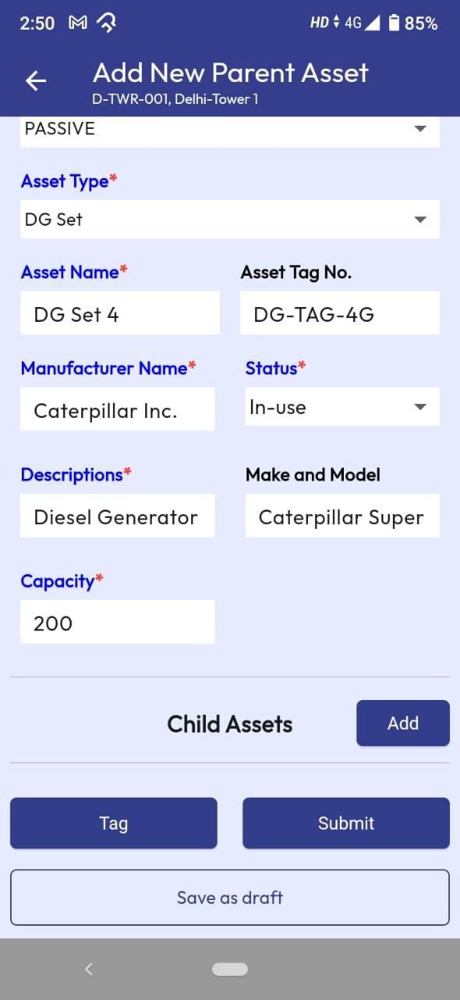 2:50 HD 4G 85%
Add New Parent Asset
D-TWR-001, Delhi-Tower 1
PASSIVE
Asset Type*
DG Set
Asset Name* Asset Tag No.
DG Set 4 DG-TAG-4G
Manufacturer Name* Status*
Caterpillar Inc. In-use
Descriptions* Make and Model
Diesel Generator Caterpillar Super
Capacity*
200
Child Assets Add
Tag Submit
Save as draft